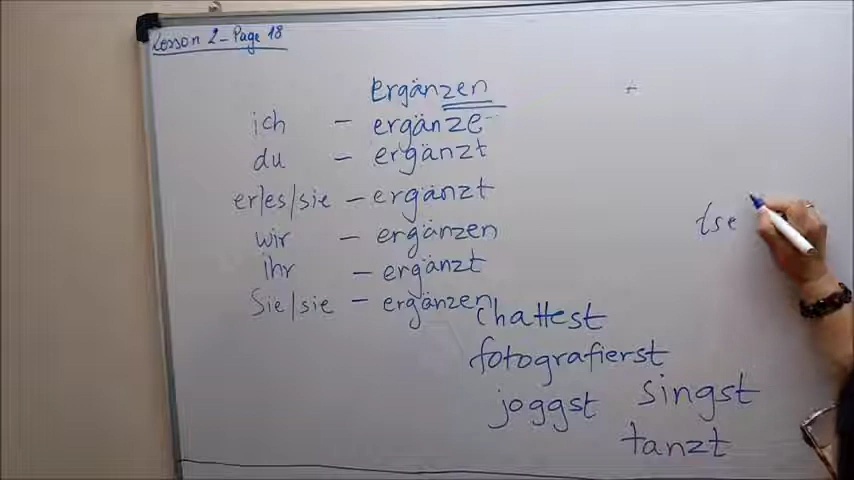 Lesson 2 - Page 18
ergänzen
ich - ergänze
du - ergänzt
er/es/sie - ergänzt
wir - ergänzen
ihr - ergänzt
Sie/sie - ergänzen
tse
chattest
fotografierst
joggst singst
tanzt